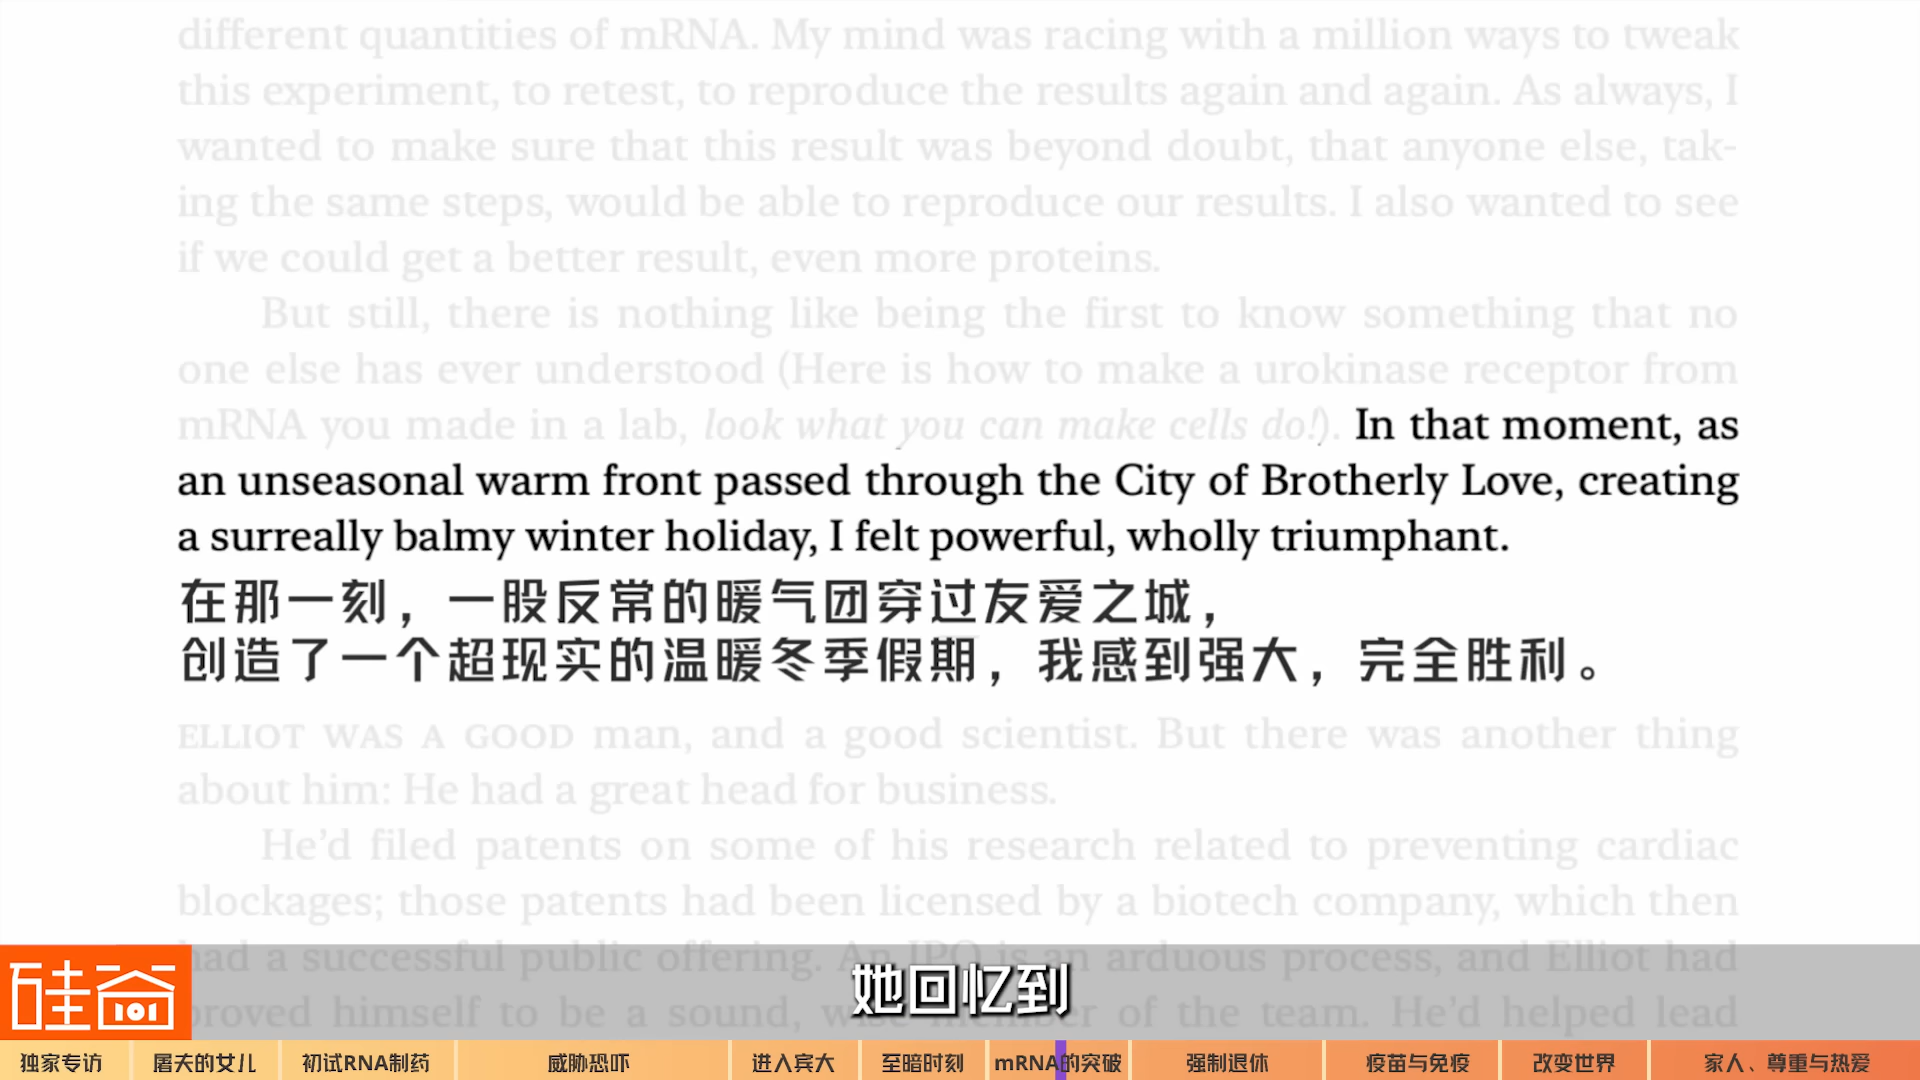 different quantities of mRNA. My mind was racing with a million ways to tweak
this experiment, to retest, to reproduce the results again and again. As always, I
wanted to make sure that this result was beyond doubt, that anyone else, tak-
ing the same steps, would be able to reproduce our results. I also wanted to see
if we could get a better result, even more proteins.
But still, there is nothing like being the first to know something that no
one else has ever understood (Here is how to make a urokinase receptor from
mRNA you made in a lab, look what you can make cells do!). In that moment, as
an unseasonal warm front passed through the City of Brotherly Love, creating
a surreally balmy winter holiday, I felt powerful, wholly triumphant.
在那一刻，一股反常的暖气团穿过友爱之城，
创造了一个超现实的温暖冬季假期，我感到强大，完全胜利。
ELLIOT WAS A GOOD man, and a good scientist. But there was another thing
about him: He had a great head for business.
He’d filed patents on some of his research related to preventing cardiac
blockages; those patents had been licensed by a biotech company, which then
had a successful public offering. An IPO is an arduous process, and Elliot had
proved himself to be a sound, wise member of the team. He’d helped lead
硅谷 101
她回忆到
独家专访 屠夫的女儿 初试RNA制药 威胁恐吓 进入宾大 至暗时刻 mRNA的突破 强制退休 疫苗与免疫 改变世界 家人、尊重与热爱